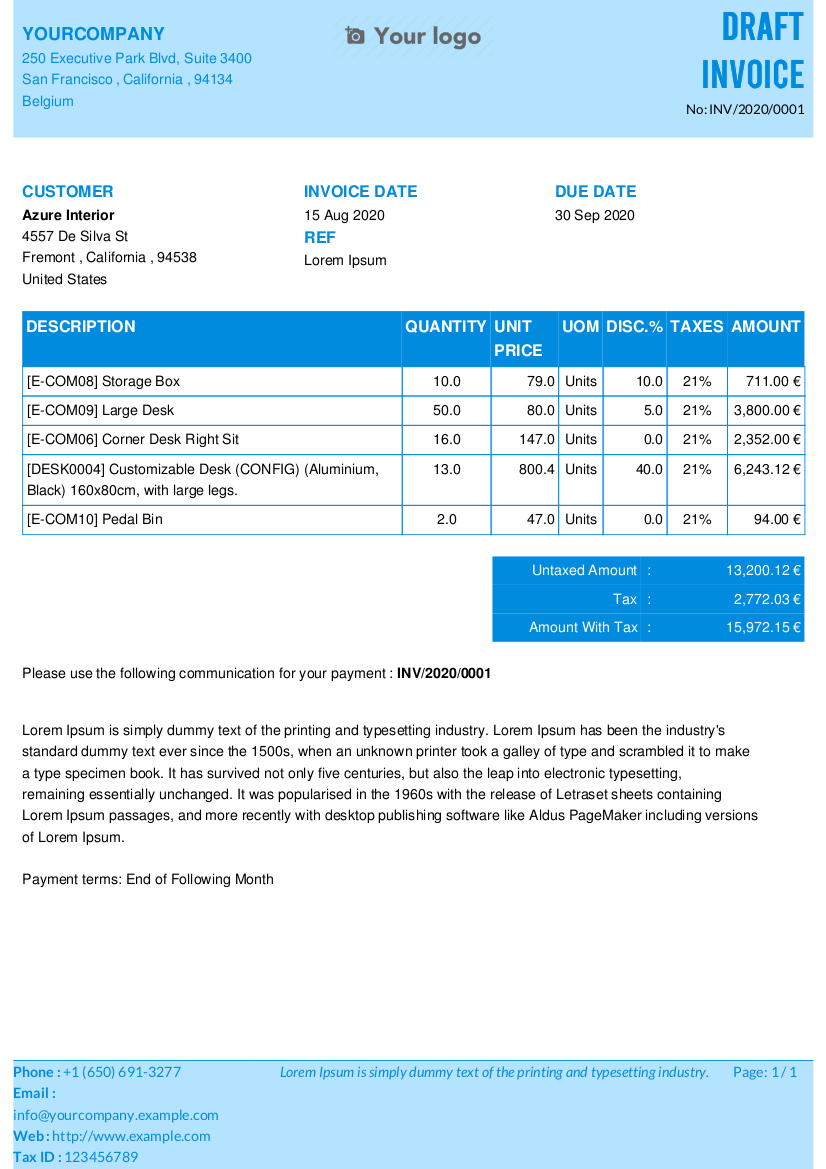 YOURCOMPANY
250 Executive Park Blvd, Suite 3400
San Francisco , California , 94134
Belgium
Your logo
DRAFT
INVOICE
No: INV/2020/0001
CUSTOMER
Azure Interior
4557 De Silva St
Fremont , California , 94538
United States
INVOICE DATE
15 Aug 2020
REF
Lorem Ipsum
DUE DATE
30 Sep 2020
DESCRIPTION QUANTITY UNIT PRICE UOM DISC.% TAXES AMOUNT
[E-COM08] Storage Box 10.0 79.0 Units 10.0 21% 711.00 €
[E-COM09] Large Desk 50.0 80.0 Units 5.0 21% 3,800.00 €
[E-COM06] Corner Desk Right Sit 16.0 147.0 Units 0.0 21% 2,352.00 €
[DESK0004] Customizable Desk (CONFIG) (Aluminium, 13.0 800.4 Units 40.0 21% 6,243.12 €
Black) 160x80cm, with large legs.
[E-COM10] Pedal Bin 2.0 47.0 Units 0.0 21% 94.00 €
Untaxed Amount : 13,200.12 €
Tax : 2,772.03 €
Amount With Tax : 15,972.15 €
Please use the following communication for your payment : INV/2020/0001
Lorem Ipsum is simply dummy text of the printing and typesetting industry. Lorem Ipsum has been the industry's
standard dummy text ever since the 1500s, when an unknown printer took a galley of type and scrambled it to make
a type specimen book. It has survived not only five centuries, but also the leap into electronic typesetting,
remaining essentially unchanged. It was popularised in the 1960s with the release of Letraset sheets containing
Lorem Ipsum passages, and more recently with desktop publishing software like Aldus PageMaker including versions
of Lorem Ipsum.
Payment terms: End of Following Month
Phone : +1 (650) 691-3277
Email :
info@yourcompany.example.com
Web : http://www.example.com
Tax ID : 123456789
Lorem Ipsum is simply dummy text of the printing and typesetting industry.
Page: 1 / 1